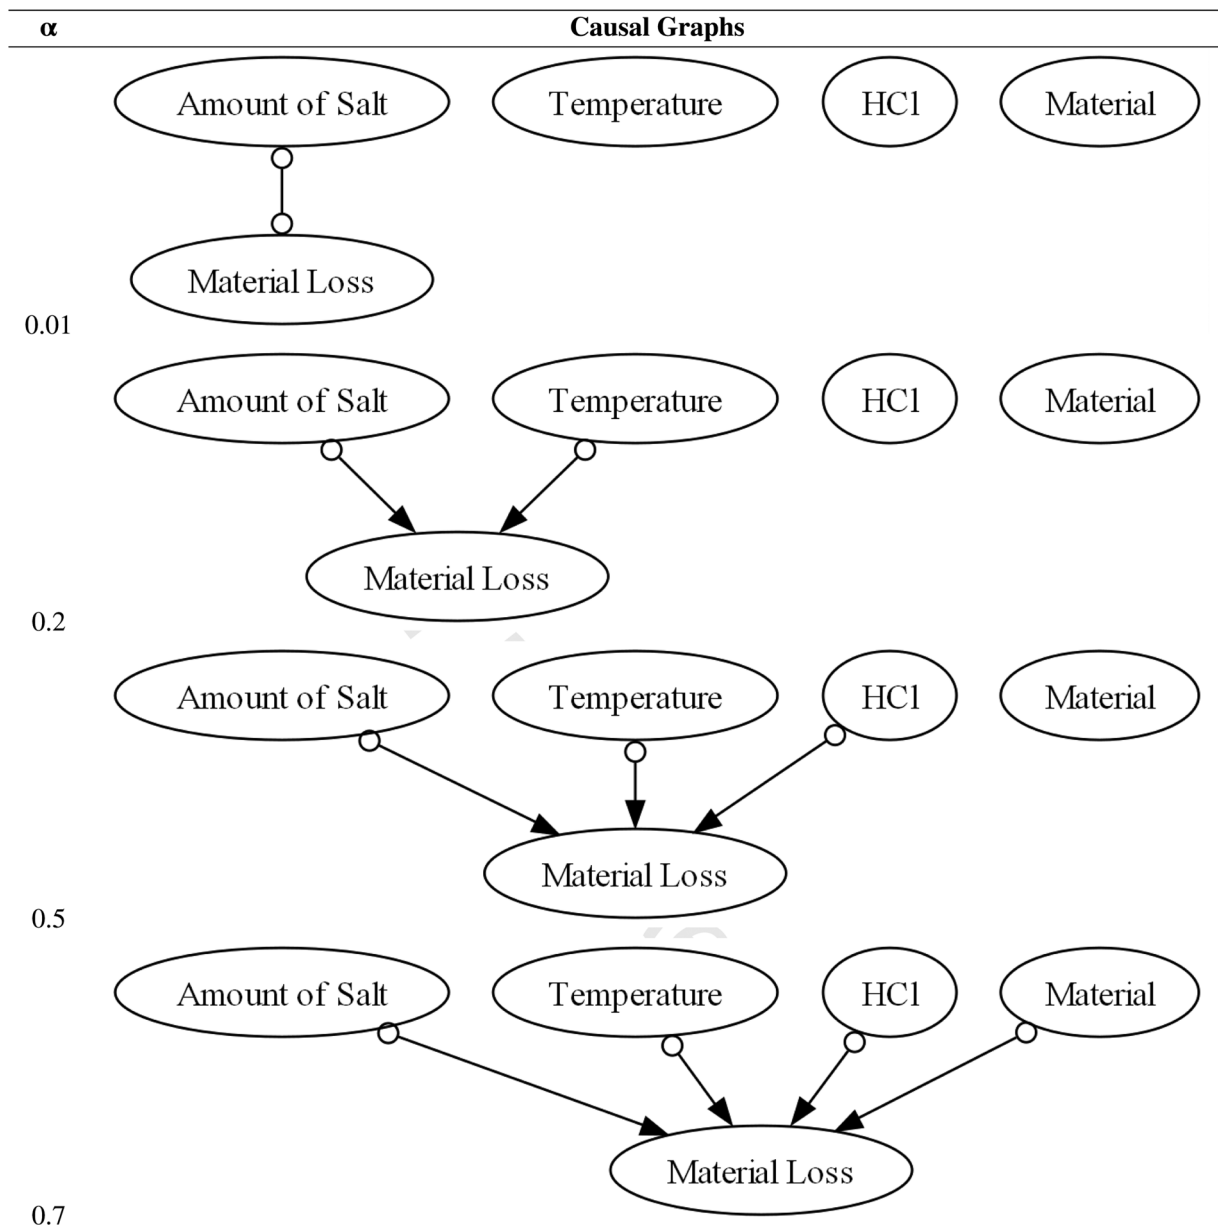 α Causal Graphs
Amount of Salt Temperature HCl Material
Material Loss
0.01
Amount of Salt Temperature HCl Material
Material Loss
0.2
Amount of Salt Temperature HCl Material
Material Loss
0.5
Amount of Salt Temperature HCl Material
Material Loss
0.7